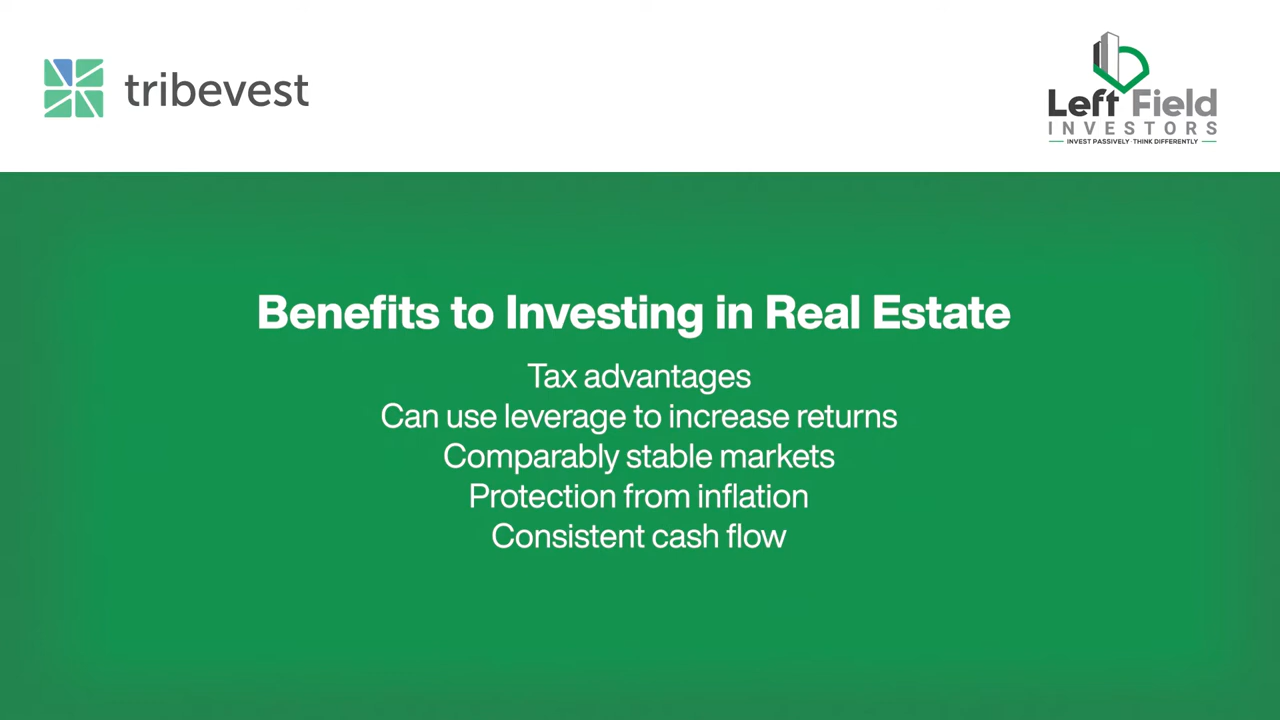 tribevest
Left Field
INVESTORS
INVEST PASSIVELY · THINK DIFFERENTLY
Benefits to Investing in Real Estate
Tax advantages
Can use leverage to increase returns
Comparably stable markets
Protection from inflation
Consistent cash flow